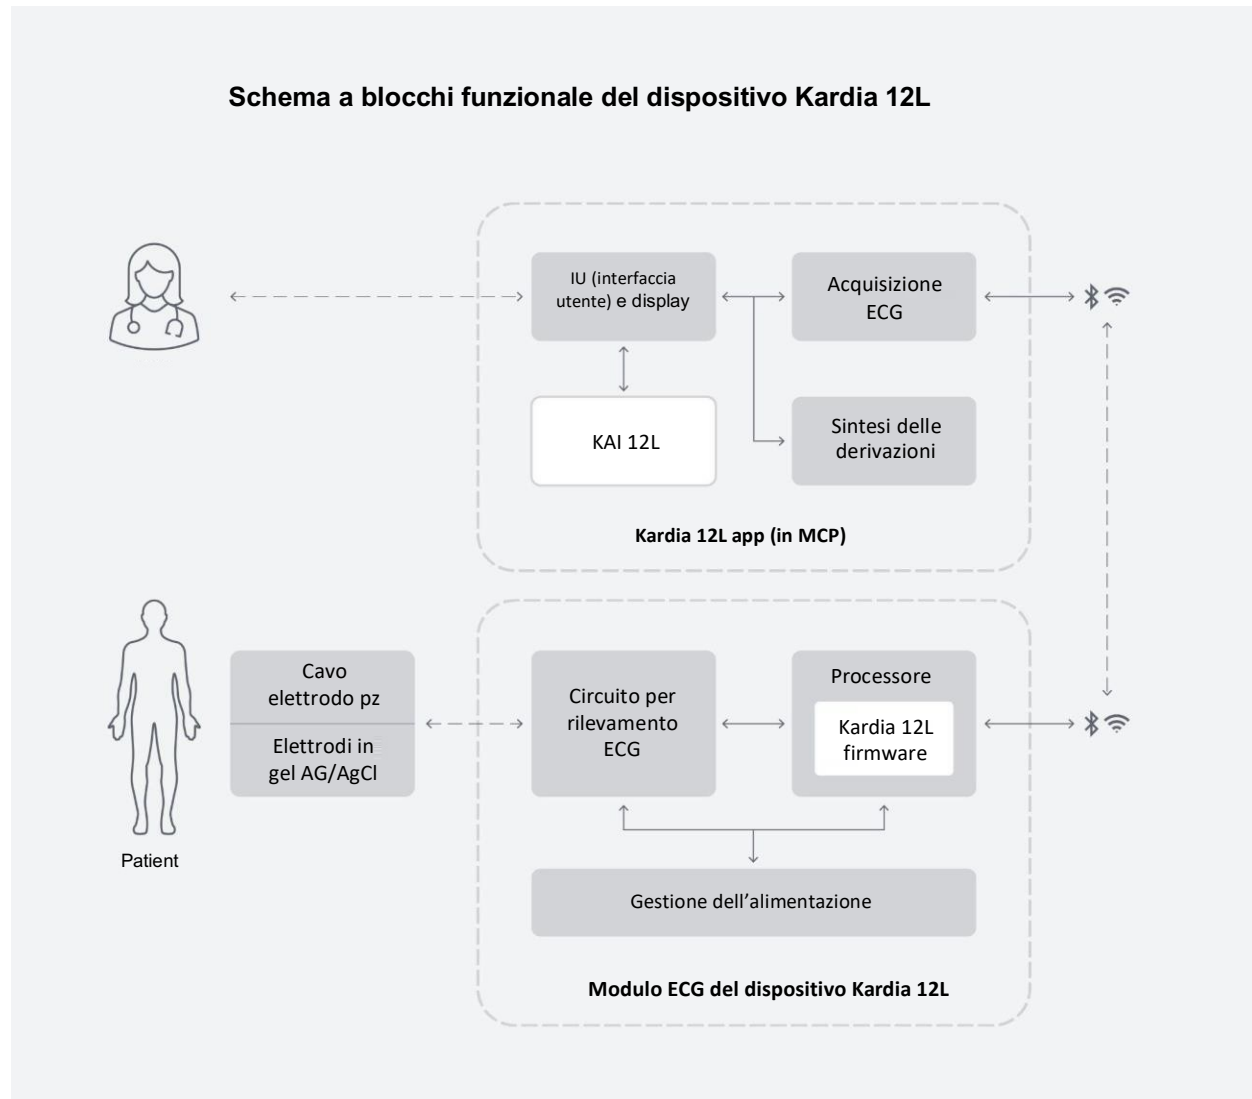 Schema a blocchi funzionale del dispositivo Kardia 12L
IU (interfaccia
utente) e display
Acquisizione
ECG
KAI 12L
Sintesi delle
derivazioni
Kardia 12L app (in MCP)
Cavo
elettrodo pz
Elettrodi in
gel AG/AgCl
Patient
Circuito per
rilevamento
ECG
Processore
Kardia 12L
firmware
Gestione dell’alimentazione
Modulo ECG del dispositivo Kardia 12L